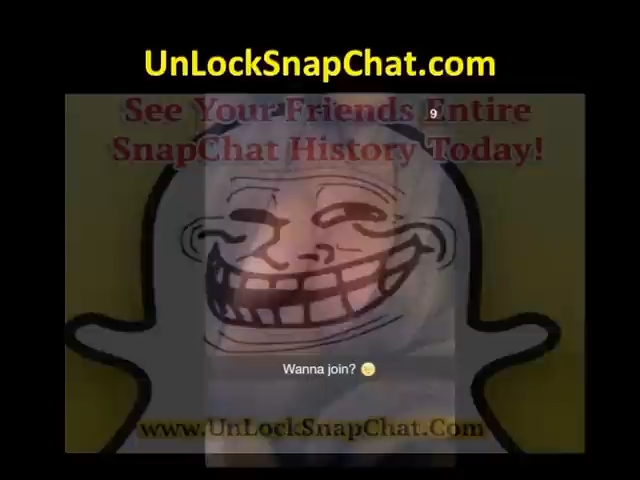 UnLockSnapChat.com
9
See Your Friends Entire
SnapChat History Today!
Wanna join? 😉
www.UnLockSnapChat.Com